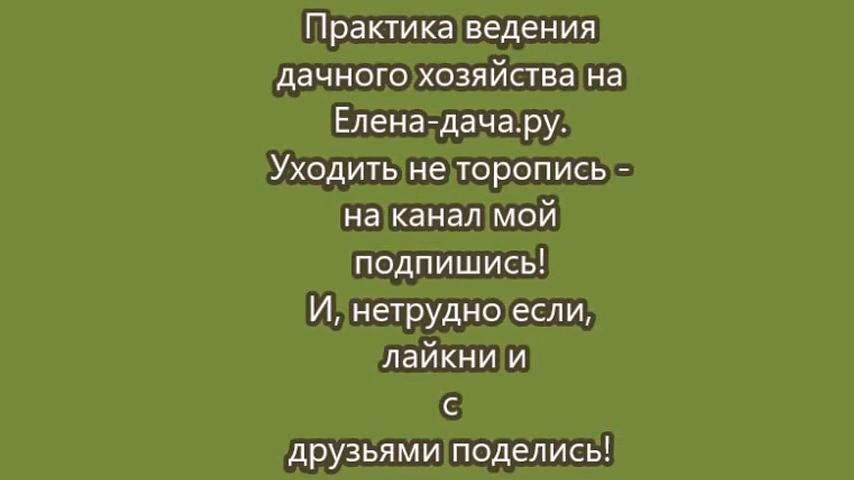 Практика ведения
дачного хозяйства на
Елена-дача.ру.
Уходить не торопись -
на канал мой
подпишись!
И, нетрудно если,
лайкни и
с
друзьями поделись!